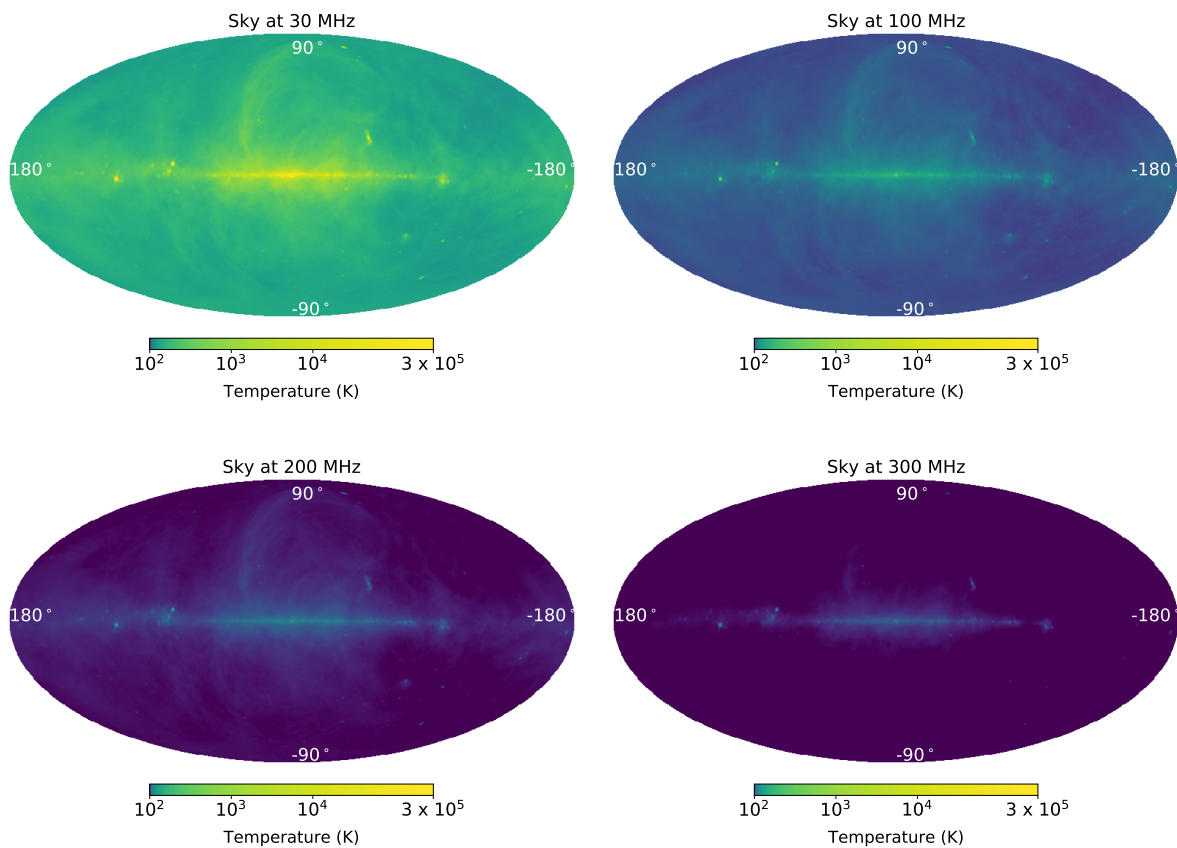 Sky at 30 MHz
90°
180° -180°
-90°
10² 10³ 10⁴ 3 x 10⁵
Temperature (K)
Sky at 100 MHz
90°
180° -180°
-90°
10² 10³ 10⁴ 3 x 10⁵
Temperature (K)
Sky at 200 MHz
90°
180° -180°
-90°
10² 10³ 10⁴ 3 x 10⁵
Temperature (K)
Sky at 300 MHz
90°
180° -180°
-90°
10² 10³ 10⁴ 3 x 10⁵
Temperature (K)